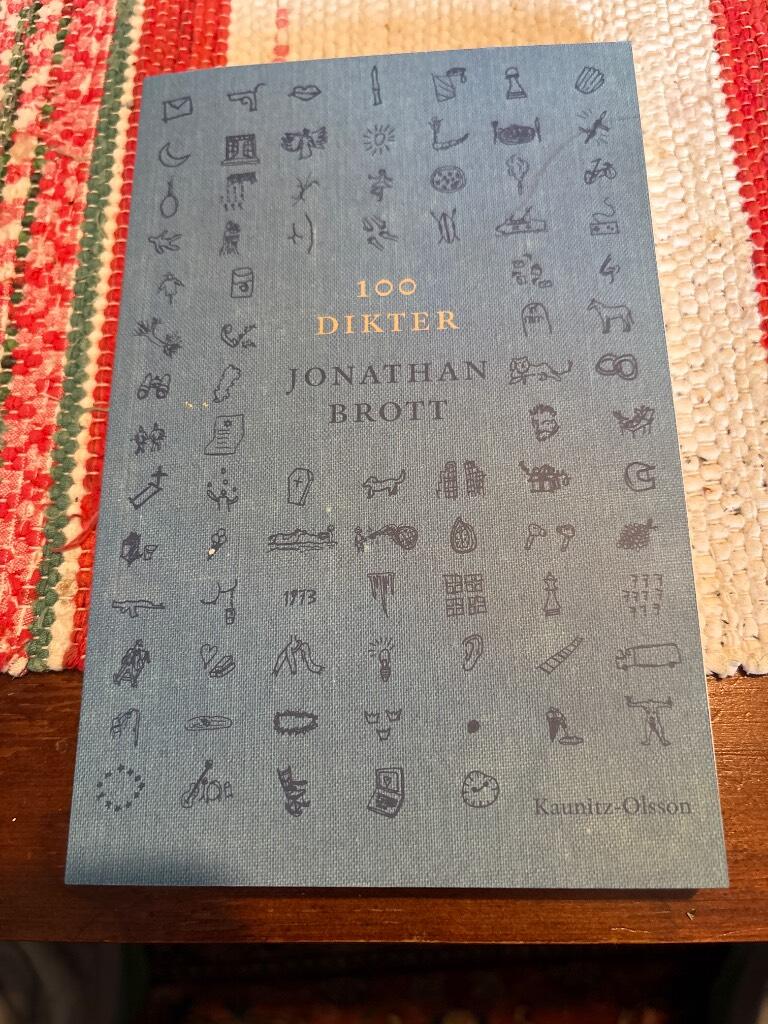 100
DIKTER
JONATHAN
BROTT
1973
Kaunitz-Olsson